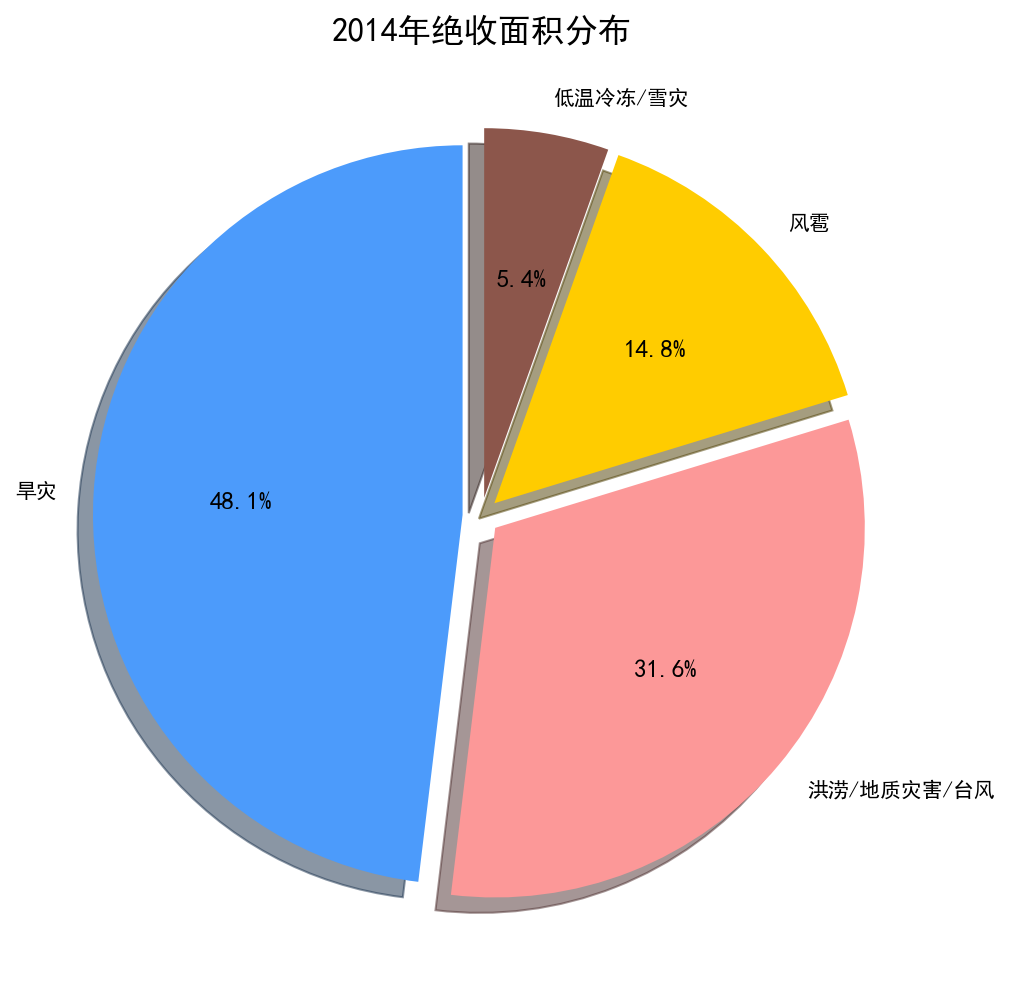 2014年绝收面积分布
低温冷冻/雪灾
风雹
5.4%
14.8%
旱灾
48.1%
31.6%
洪涝/地质灾害/台风